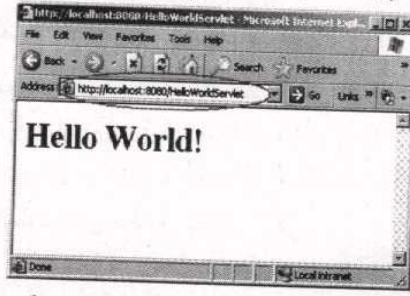 http://localhost:8080/HelloWorldServlet - Microsoft Internet Expl...
File Edit View Favorites Tools Help
Back Search Favorites »
Address http://localhost:8080/HelloWorldServlet Go Links »
Hello World!
Done Local intranet